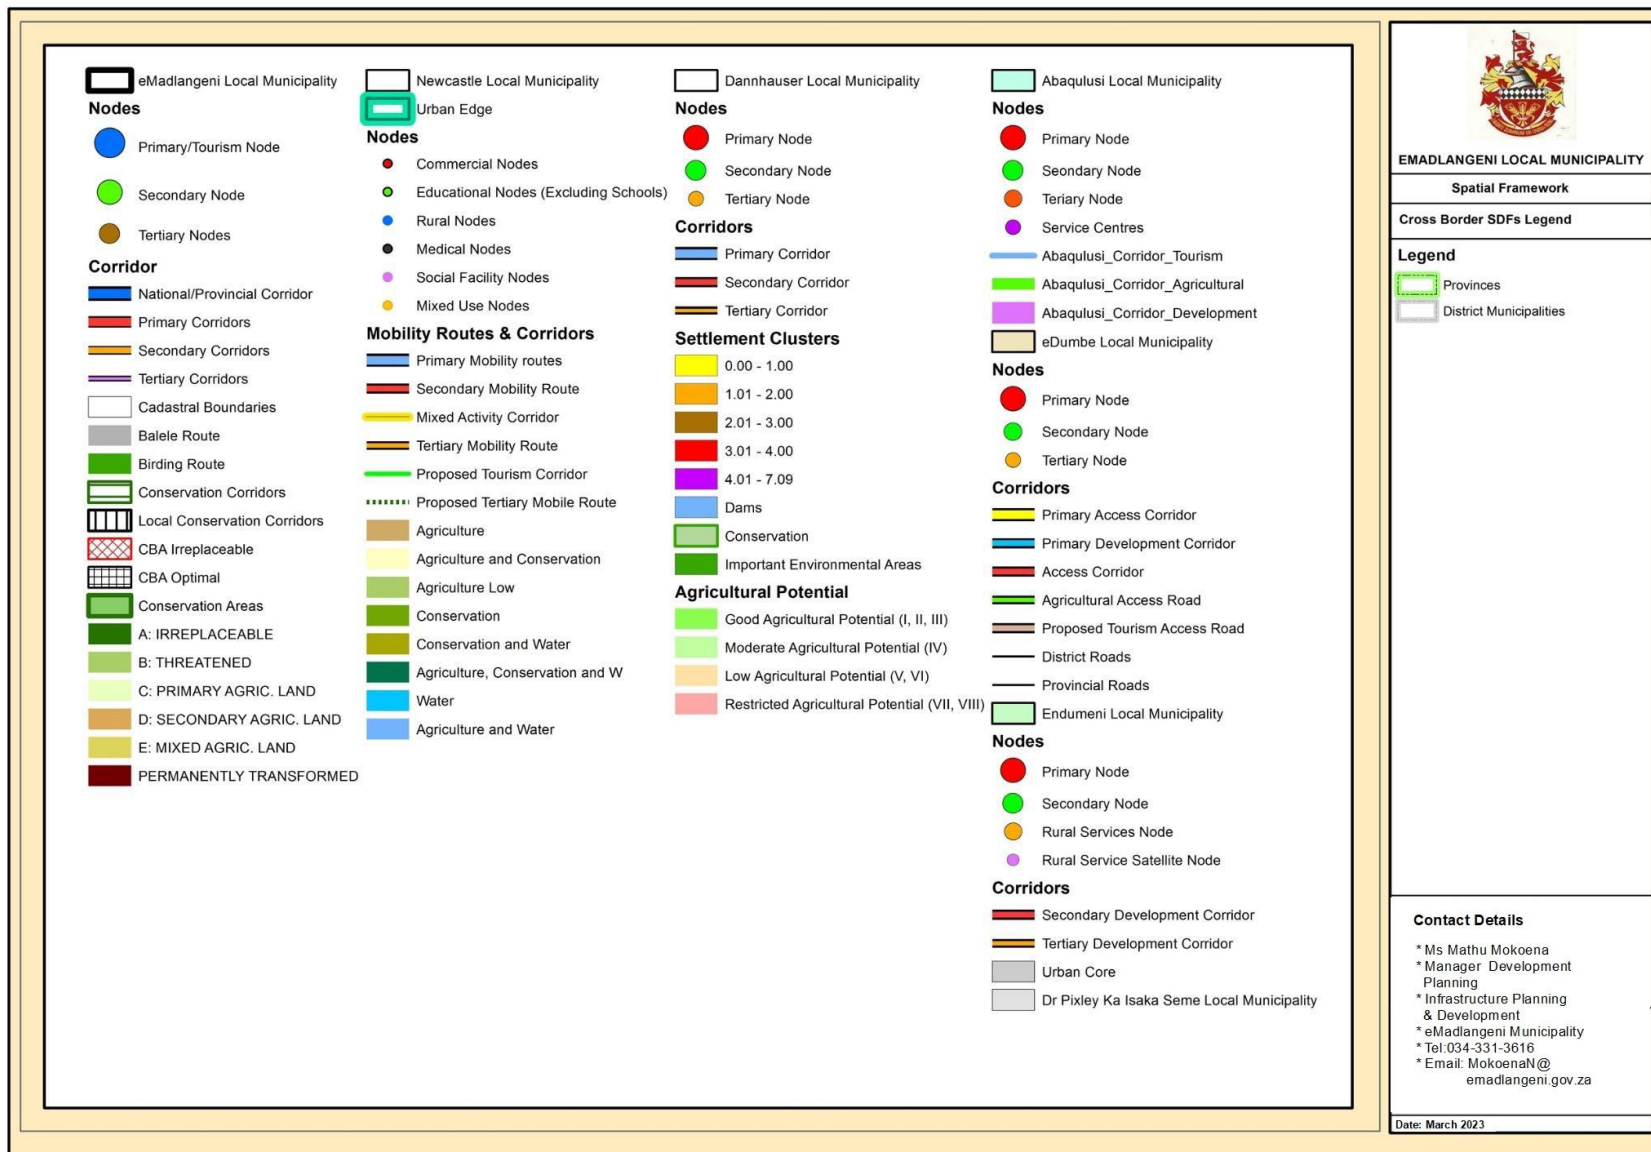 eMadlangeni Local Municipality
Nodes
Primary/Tourism Node
Secondary Node
Tertiary Nodes
Corridor
National/Provincial Corridor
Primary Corridors
Secondary Corridors
Tertiary Corridors
Cadastral Boundaries
Balele Route
Birding Route
Conservation Corridors
Local Conservation Corridors
CBA Irreplaceable
CBA Optimal
Conservation Areas
A: IRREPLACEABLE
B: THREATENED
C: PRIMARY AGRIC. LAND
D: SECONDARY AGRIC. LAND
E: MIXED AGRIC. LAND
PERMANENTLY TRANSFORMED
Newcastle Local Municipality
Urban Edge
Nodes
Commercial Nodes
Educational Nodes (Excluding Schools)
Rural Nodes
Medical Nodes
Social Facility Nodes
Mixed Use Nodes
Mobility Routes & Corridors
Primary Mobility routes
Secondary Mobility Route
Mixed Activity Corridor
Tertiary Mobility Route
Proposed Tourism Corridor
Proposed Tertiary Mobile Route
Agriculture
Agriculture and Conservation
Agriculture Low
Conservation
Conservation and Water
Agriculture, Conservation and W
Water
Agriculture and Water
Dannhauser Local Municipality
Nodes
Primary Node
Secondary Node
Tertiary Node
Corridors
Primary Corridor
Secondary Corridor
Tertiary Corridor
Settlement Clusters
0.00 - 1.00
1.01 - 2.00
2.01 - 3.00
3.01 - 4.00
4.01 - 7.09
Dams
Conservation
Important Environmental Areas
Agricultural Potential
Good Agricultural Potential (I, II, III)
Moderate Agricultural Potential (IV)
Low Agricultural Potential (V, VI)
Restricted Agricultural Potential (VII, VIII)
Abaqulusi Local Municipality
Nodes
Primary Node
Seondary Node
Teriary Node
Service Centres
Abaqulusi_Corridor_Tourism
Abaqulusi_Corridor_Agricultural
Abaqulusi_Corridor_Development
eDumbe Local Municipality
Nodes
Primary Node
Secondary Node
Tertiary Node
Corridors
Primary Access Corridor
Primary Development Corridor
Access Corridor
Agricultural Access Road
Proposed Tourism Access Road
District Roads
Provincial Roads
Endumeni Local Municipality
Nodes
Primary Node
Secondary Node
Rural Services Node
Rural Service Satellite Node
Corridors
Secondary Development Corridor
Tertiary Development Corridor
Urban Core
Dr Pixley Ka Isaka Seme Local Municipality
EMADLANGENI LOCAL MUNICIPALITY
Spatial Framework
Cross Border SDFs Legend
Legend
Provinces
District Municipalities
Contact Details
* Ms Mathu Mokoena
* Manager Development
Planning
* Infrastructure Planning
& Development
* eMadlangeni Municipality
* Tel:034-331-3616
* Email: MokoenaN@
emadlangeni.gov.za
Date: March 2023